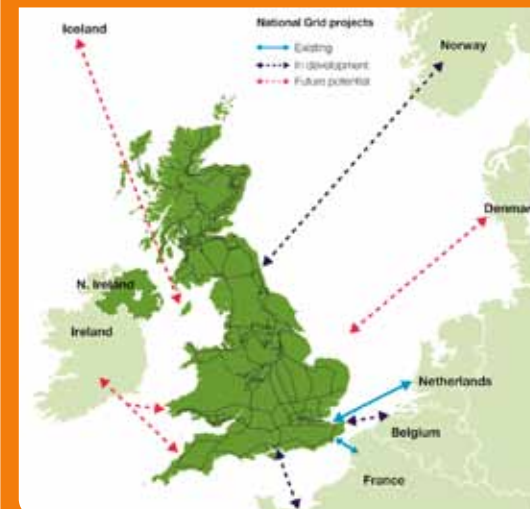 Iceland
National Grid projects
Existing
In development
Future potential
Norway
Denmar
N. Ireland
Ireland
Netherlands
Belgium
France